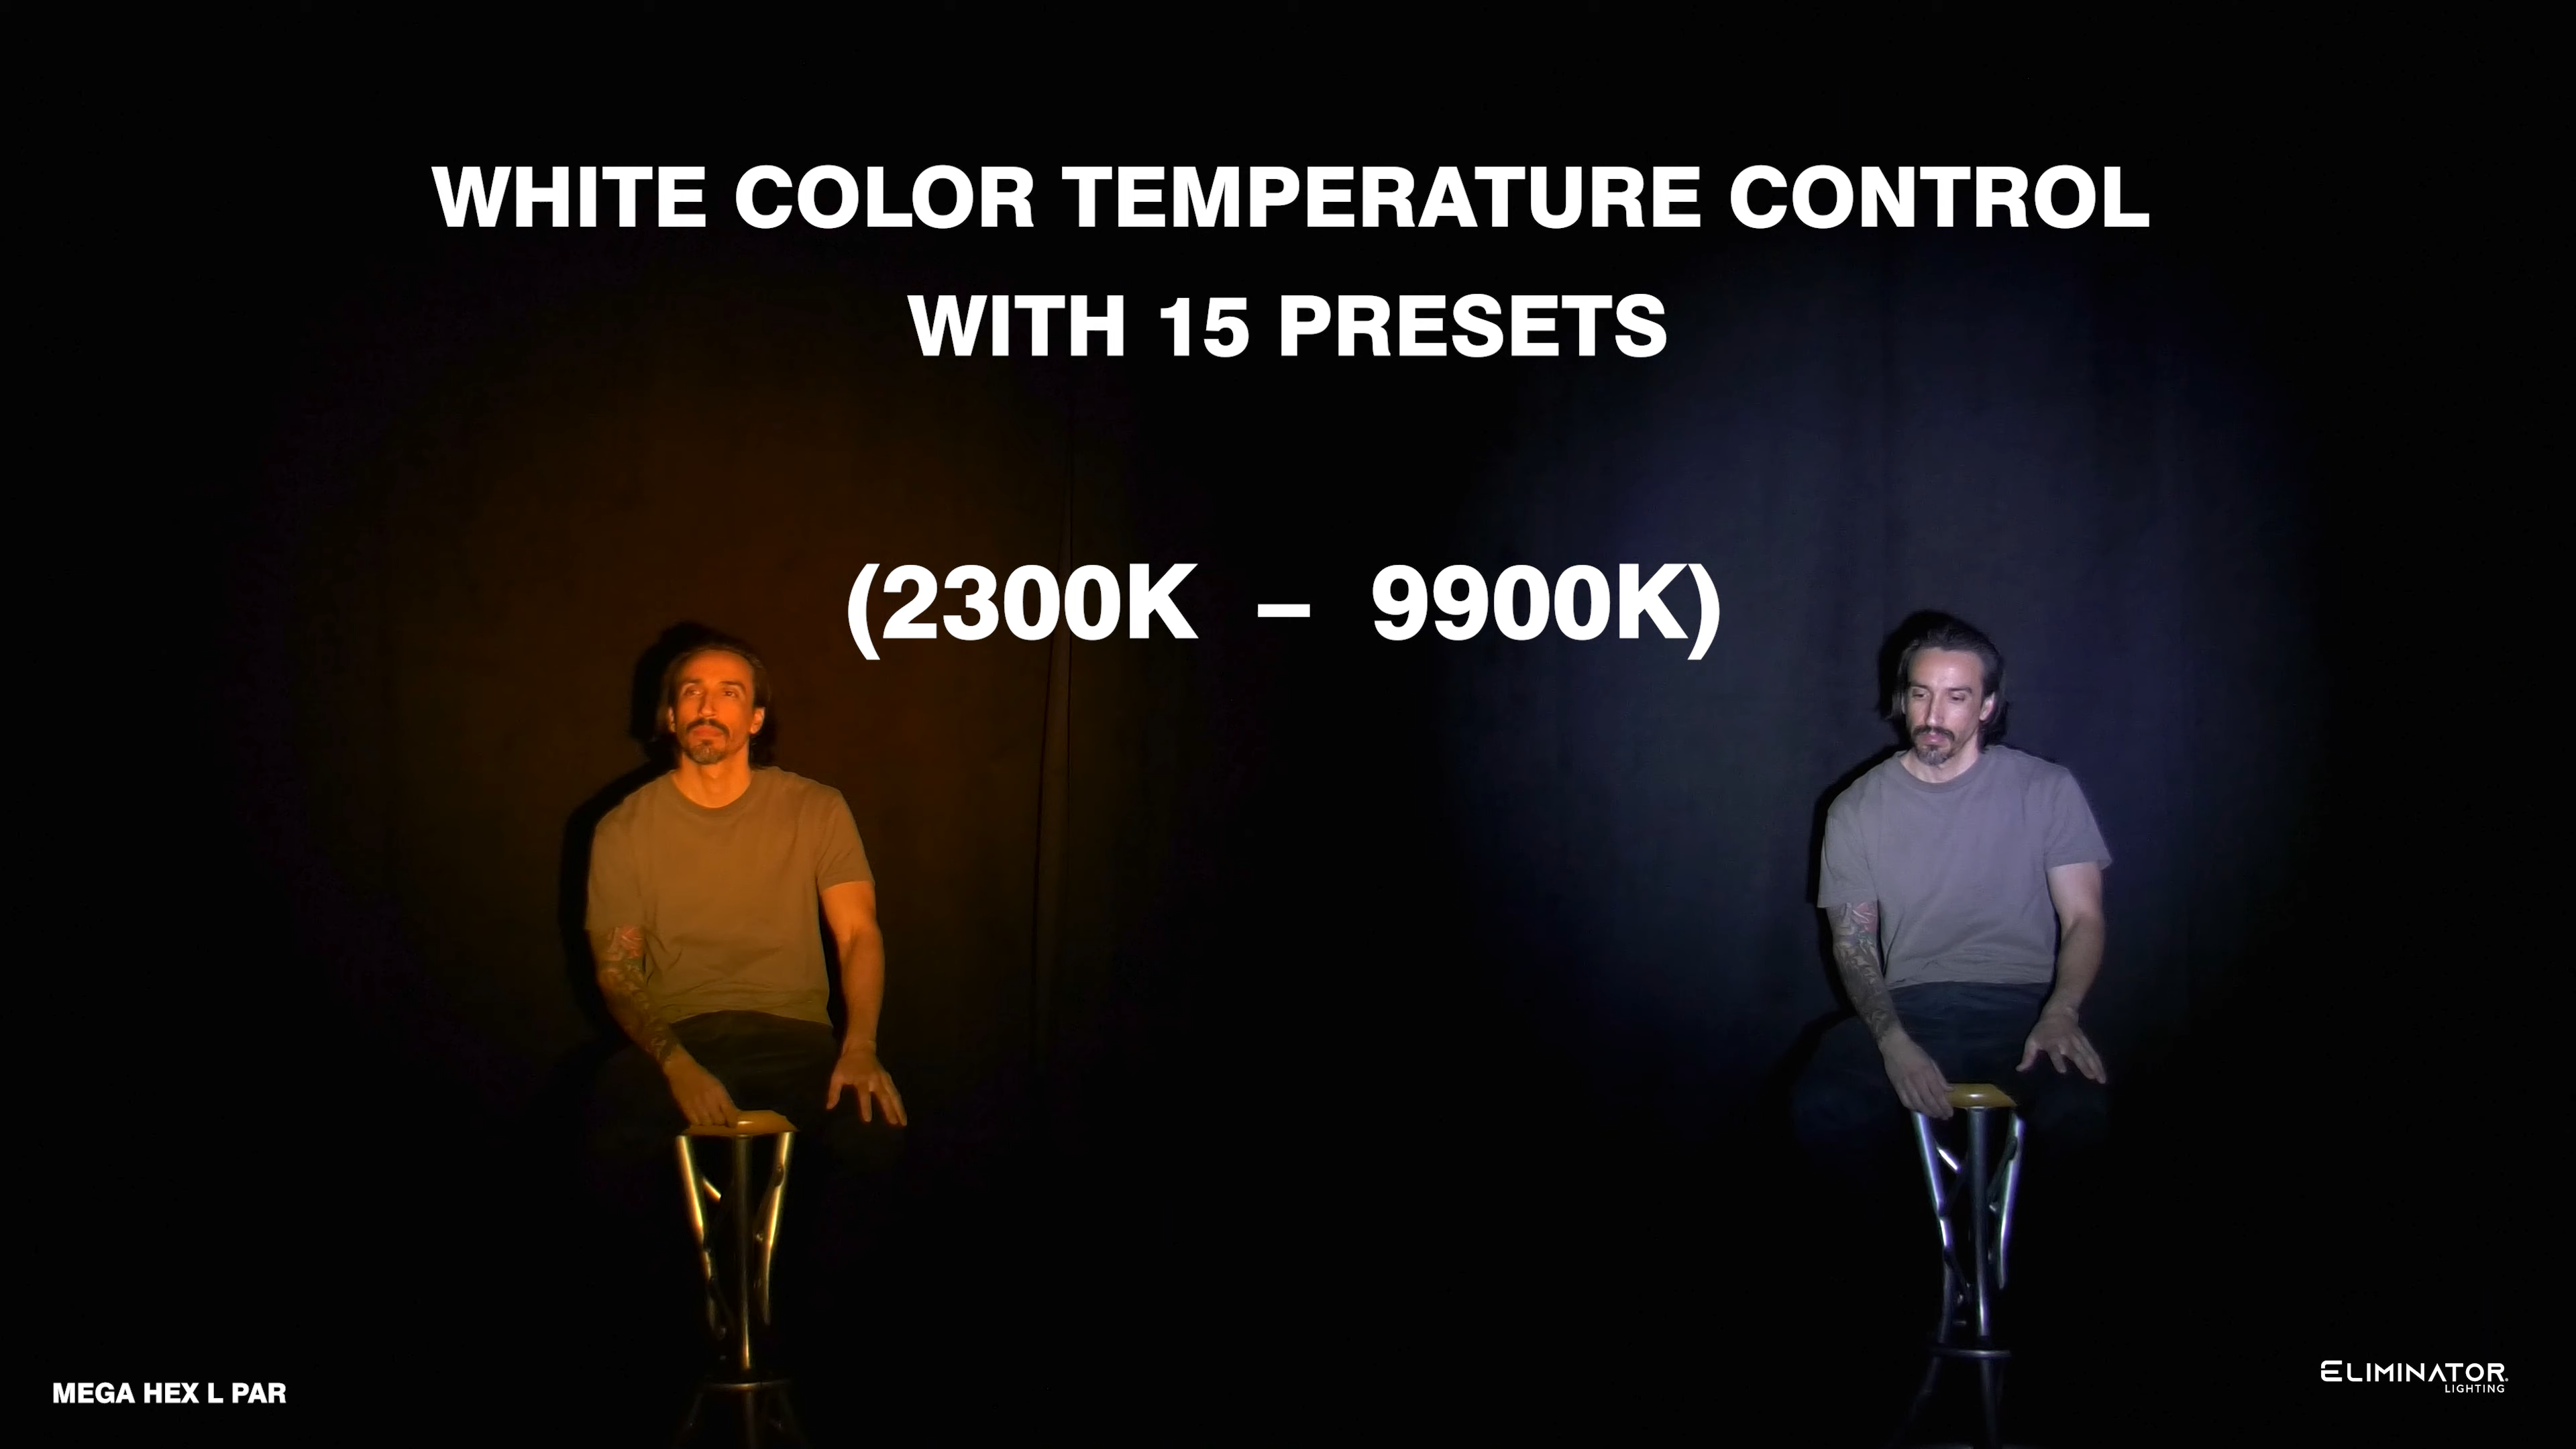 WHITE COLOR TEMPERATURE CONTROL
WITH 15 PRESETS
(2300K – 9900K)
MEGA HEX L PAR
ELIMINATOR
LIGHTING